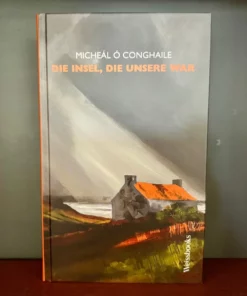 MICHEÁL Ó CONGHAILE
DIE INSEL, DIE UNSERE WAR
Weissbooks